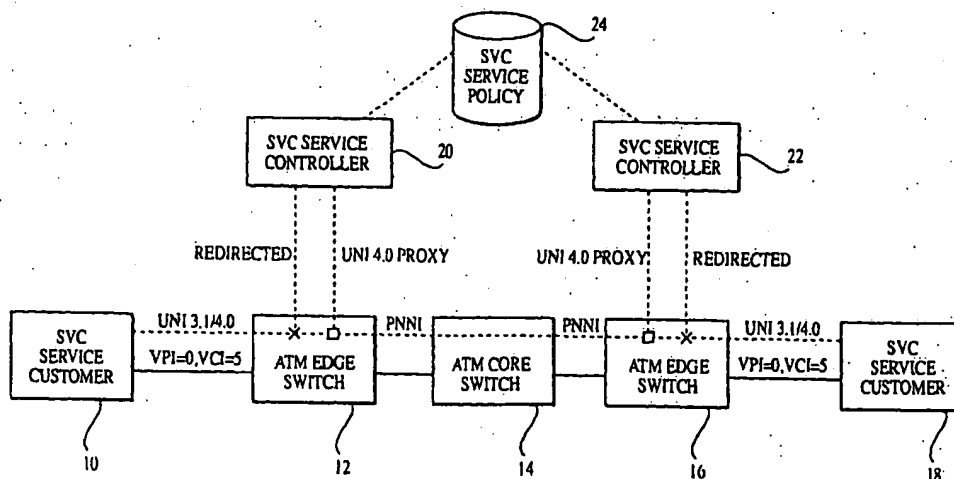 24
SVC
SERVICE
POLICY
SVC SERVICE
CONTROLLER
20
SVC SERVICE
CONTROLLER
22
REDIRECTED
UNI 4.0 PROXY
UNI 4.0 PROXY
REDIRECTED
SVC
SERVICE
CUSTOMER
UNI 3.1/4.0
VPI=0,VCI=5
ATM EDGE
SWITCH
PNNI
ATM CORE
SWITCH
PNNI
ATM EDGE
SWITCH
UNI 3.1/4.0
VPI=0,VCI=5
SVC
SERVICE
CUSTOMER
10
12
14
16
18